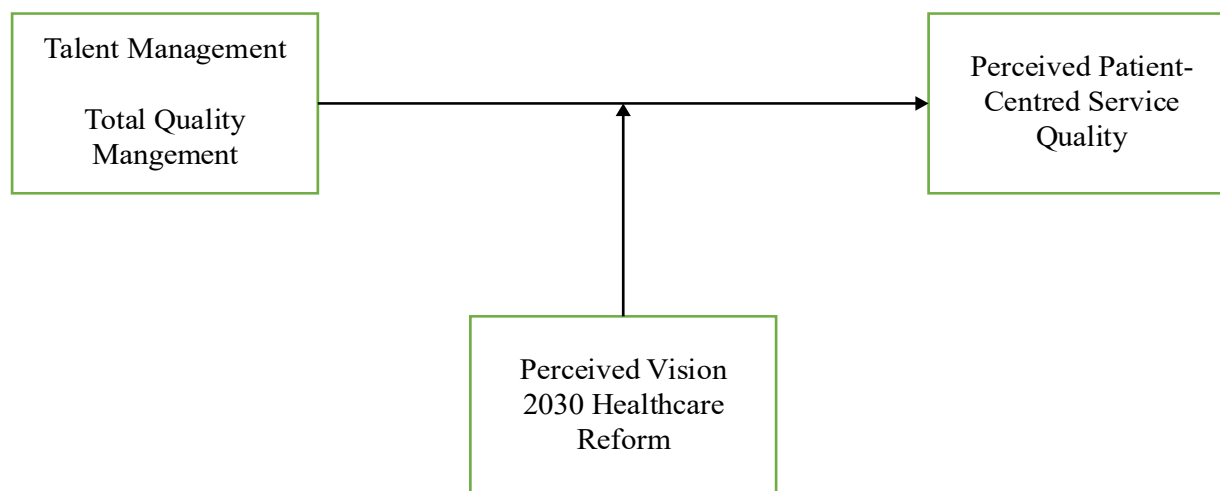 Talent Management
Total Quality
Mangement
Perceived Patient-
Centred Service
Quality
Perceived Vision
2030 Healthcare
Reform